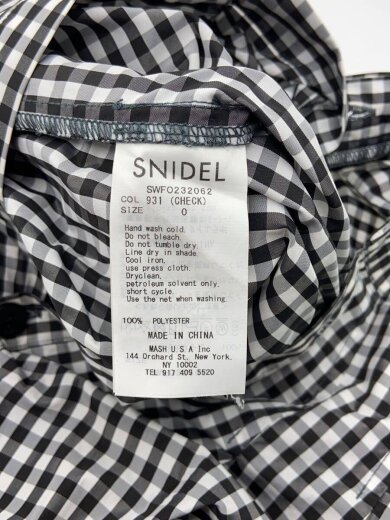 SNIDEL
SWFO232062
COL 931 (CHECK)
SIZE 0
Hand wash cold.
Do not bleach.
Do not tumble dry.
Line dry in shade.
Cool iron,
use press cloth.
Dryclean,
petroleum solvent only.
short cycle.
Use the net when washing.
100% POLYESTER
MADE IN CHINA
MASH U S A Inc
144 Orchard St. New York,
NY 10002
TEL 917 409 5520